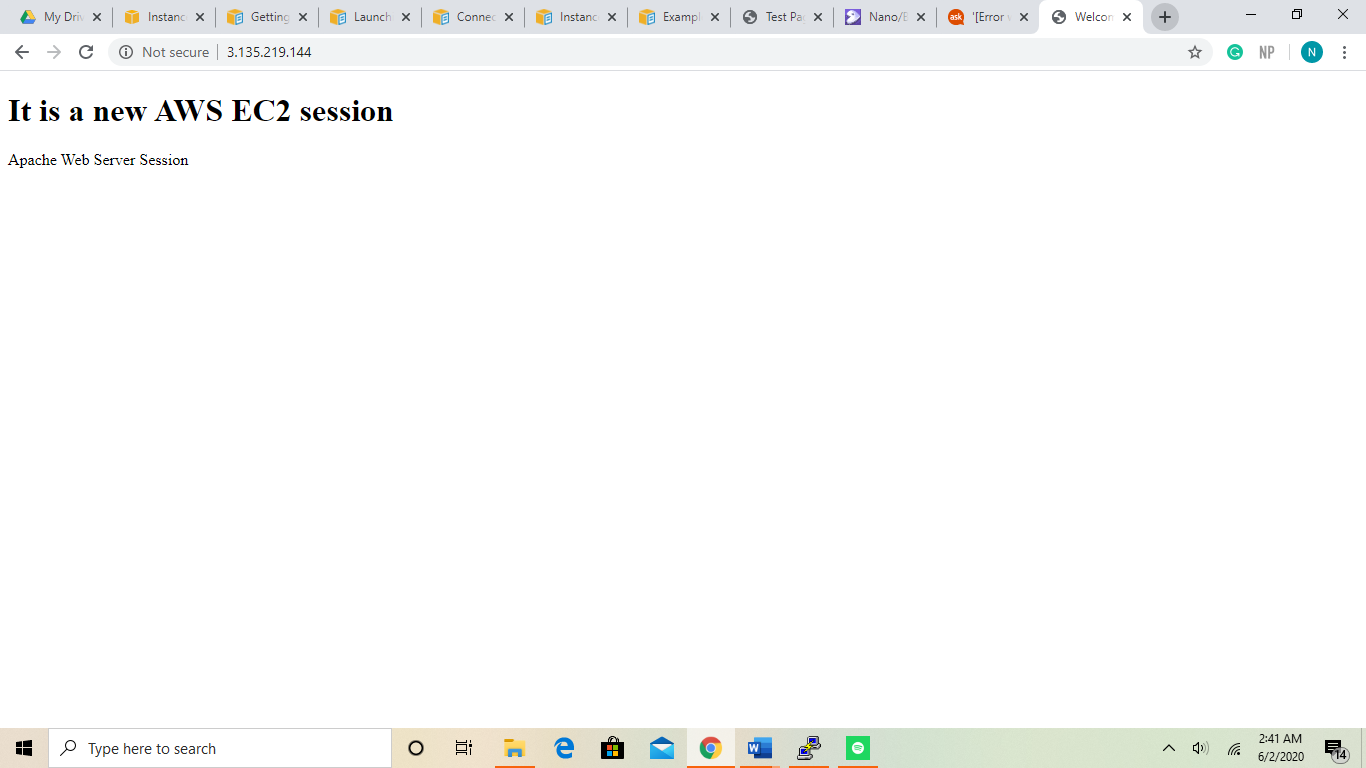 My Driv
Instanc
Getting
Launch
Connec
Instanc
Exampl
Test Pa
Nano/E
ask
'[Error w
Welcom
Not secure
3.135.219.144
NP
N
It is a new AWS EC2 session
Apache Web Server Session
Type here to search
2:41 AM
6/2/2020
14